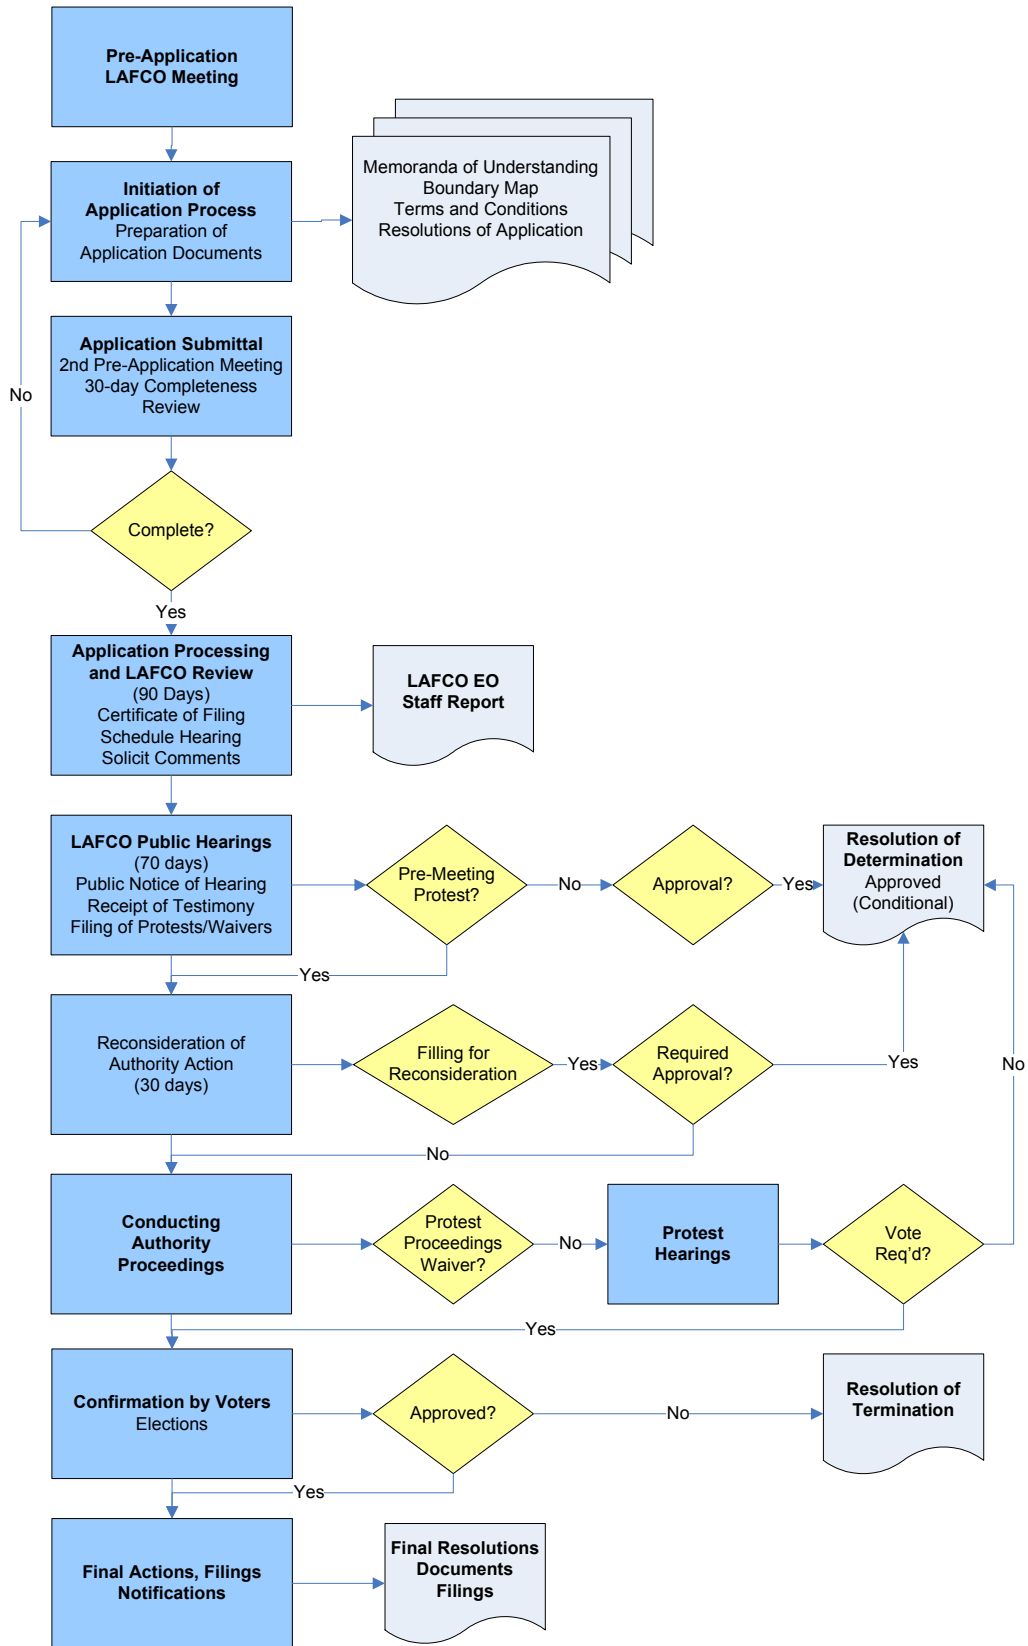 Pre-Application
LAFCO Meeting
Initiation of
Application Process
Preparation of
Application Documents
Memoranda of Understanding
Boundary Map
Terms and Conditions
Resolutions of Application
Application Submittal
2nd Pre-Application Meeting
30-day Completeness
Review
No
Complete?
Yes
Application Processing
and LAFCO Review
(90 Days)
Certificate of Filing
Schedule Hearing
Solicit Comments
LAFCO EO
Staff Report
LAFCO Public Hearings
(70 days)
Public Notice of Hearing
Receipt of Testimony
Filing of Protests/Waivers
Pre-Meeting
Protest?
No
Approval?
Yes
Resolution of
Determination
Approved
(Conditional)
Yes
Reconsideration of
Authority Action
(30 days)
Filling for
Reconsideration
Yes
Required
Approval?
Yes
No
No
Conducting
Authority
Proceedings
Protest
Proceedings
Waiver?
No
Protest
Hearings
Vote
Req'd?
Yes
Confirmation by Voters
Elections
Approved?
No
Resolution of
Termination
Yes
Final Actions, Filings
Notifications
Final Resolutions
Documents
Filings